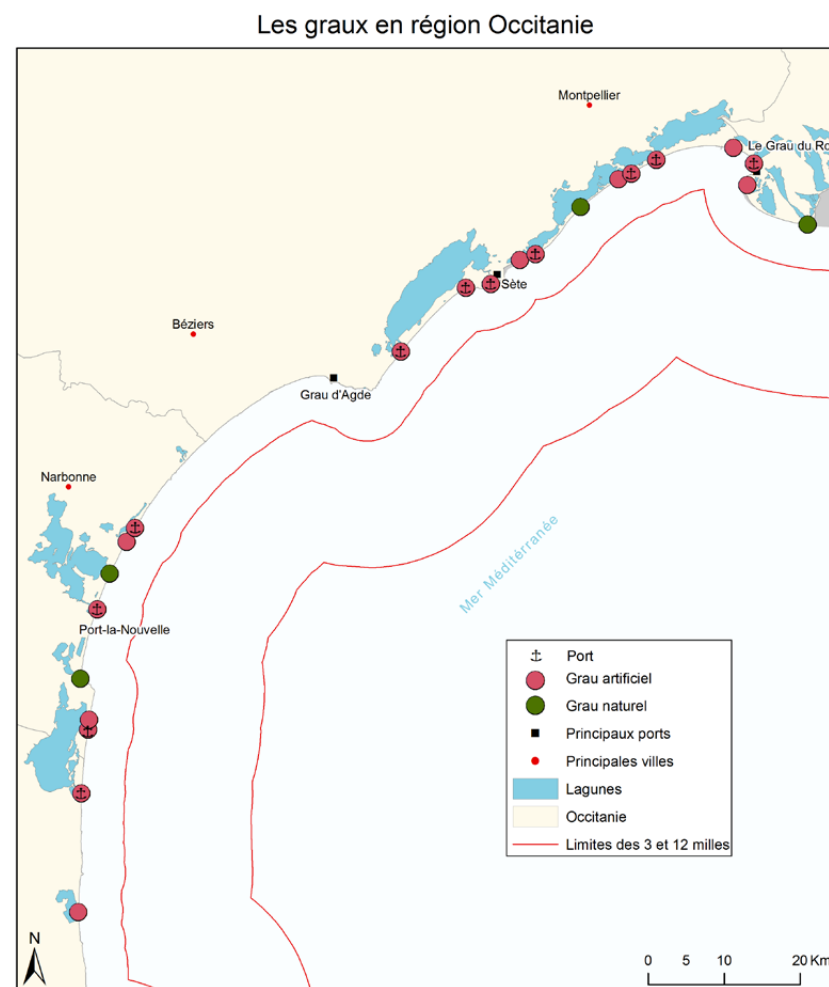 Les graux en région Occitanie
Montpellier
Le Grau du Ro
Sète
Béziers
Grau d'Agde
Narbonne
Mer Méditérranée
Port-la-Nouvelle
Port
Grau artificiel
Grau naturel
Principaux ports
Principales villes
Lagunes
Occitanie
Limites des 3 et 12 milles
N
0 5 10 20 Km